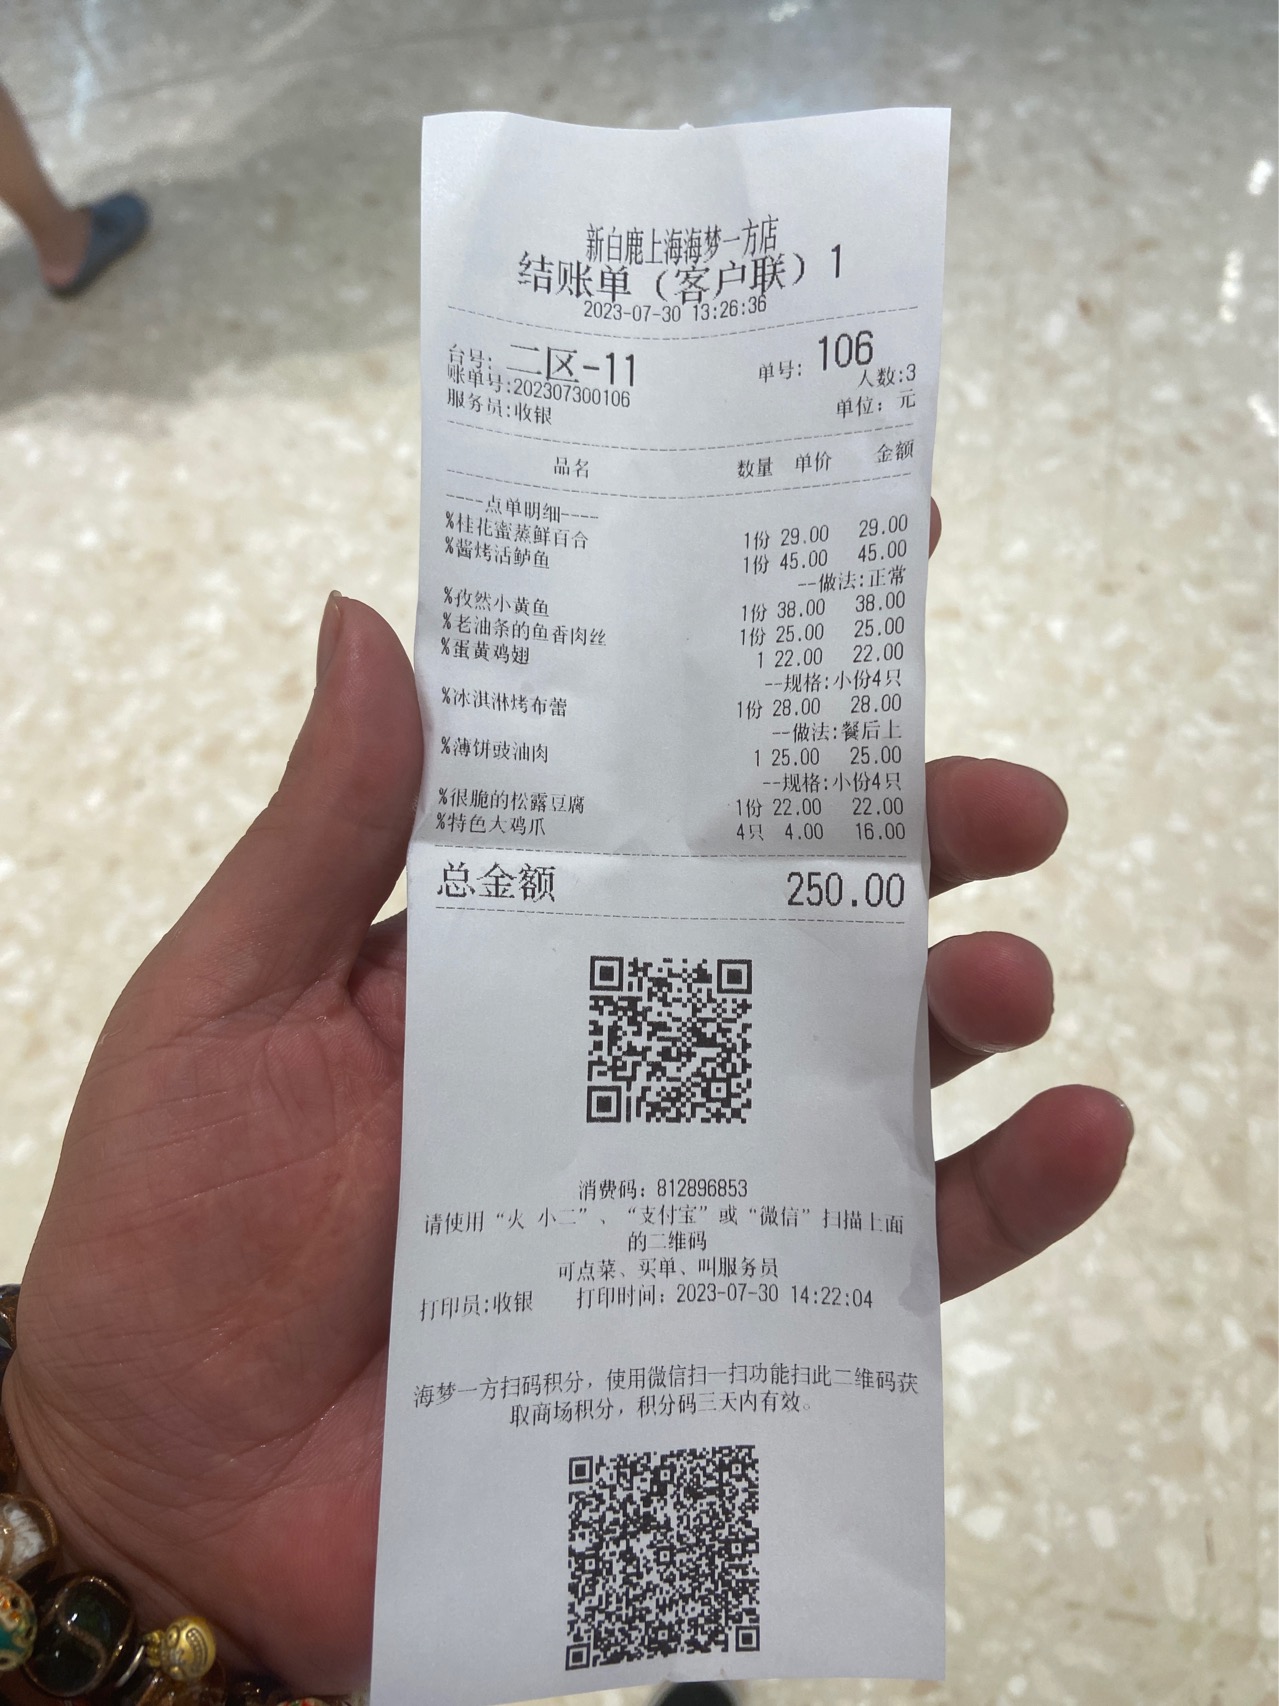 新白鹿上海海梦一方店
结账单（客户联）1
2023-07-30 13:26:36
台号: 二区-11 单号: 106
账单号:202307300106 人数:3
服务员:收银 单位: 元
品名 数量 单价 金额
----点单明细----
%桂花蜜蒸鲜百合 1份 29.00 29.00
%酱烤活鲈鱼 1份 45.00 45.00
--做法:正常
%孜然小黄鱼 1份 38.00 38.00
%老油条的鱼香肉丝 1份 25.00 25.00
%蛋黄鸡翅 1 22.00 22.00
--规格:小份4只
%冰淇淋烤布蕾 1份 28.00 28.00
--做法:餐后上
%薄饼豉油肉 1 25.00 25.00
--规格:小份4只
%很脆的松露豆腐 1份 22.00 22.00
%特色大鸡爪 4只 4.00 16.00
总金额 250.00
消费码: 812896853
请使用“火 小二”、“支付宝”或“微信”扫描上面
的二维码
可点菜、买单、叫服务员
打印员:收银 打印时间: 2023-07-30 14:22:04
海梦一方扫码积分，使用微信扫一扫功能扫此二维码获
取商场积分，积分码三天内有效。